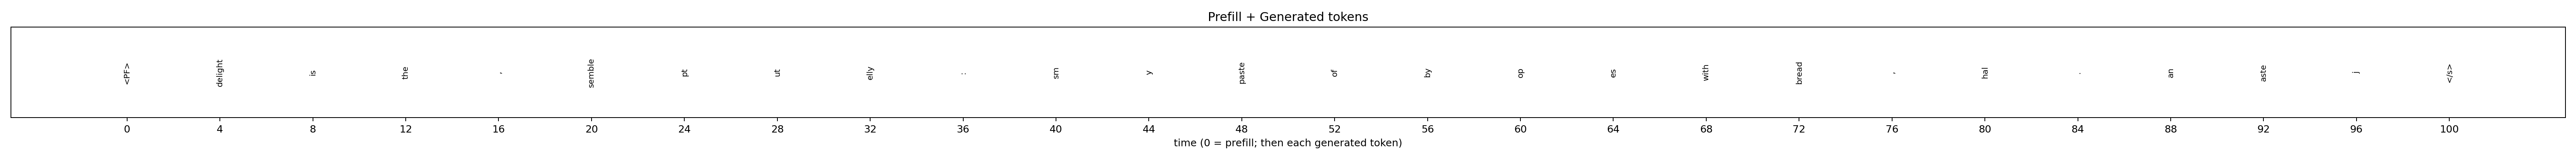 Prefill + Generated tokens
<PF> delight is the , semble pt ut elly : sm y paste of by op es with bread , hal . an aste j </s>
0 4 8 12 16 20 24 28 32 36 40 44 48 52 56 60 64 68 72 76 80 84 88 92 96 100
time (0 = prefill; then each generated token)